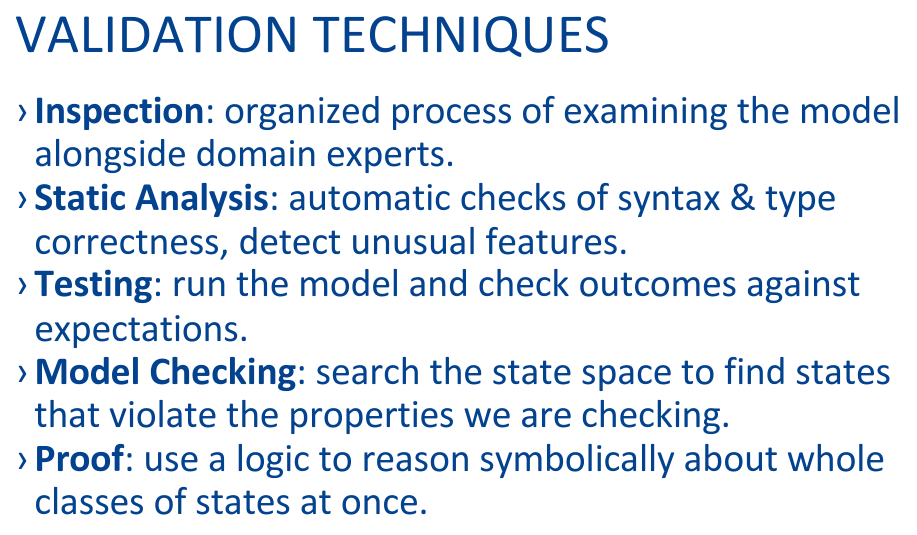 VALIDATION TECHNIQUES
› Inspection: organized process of examining the model
alongside domain experts.
› Static Analysis: automatic checks of syntax & type
correctness, detect unusual features.
› Testing: run the model and check outcomes against
expectations.
› Model Checking: search the state space to find states
that violate the properties we are checking.
› Proof: use a logic to reason symbolically about whole
classes of states at once.